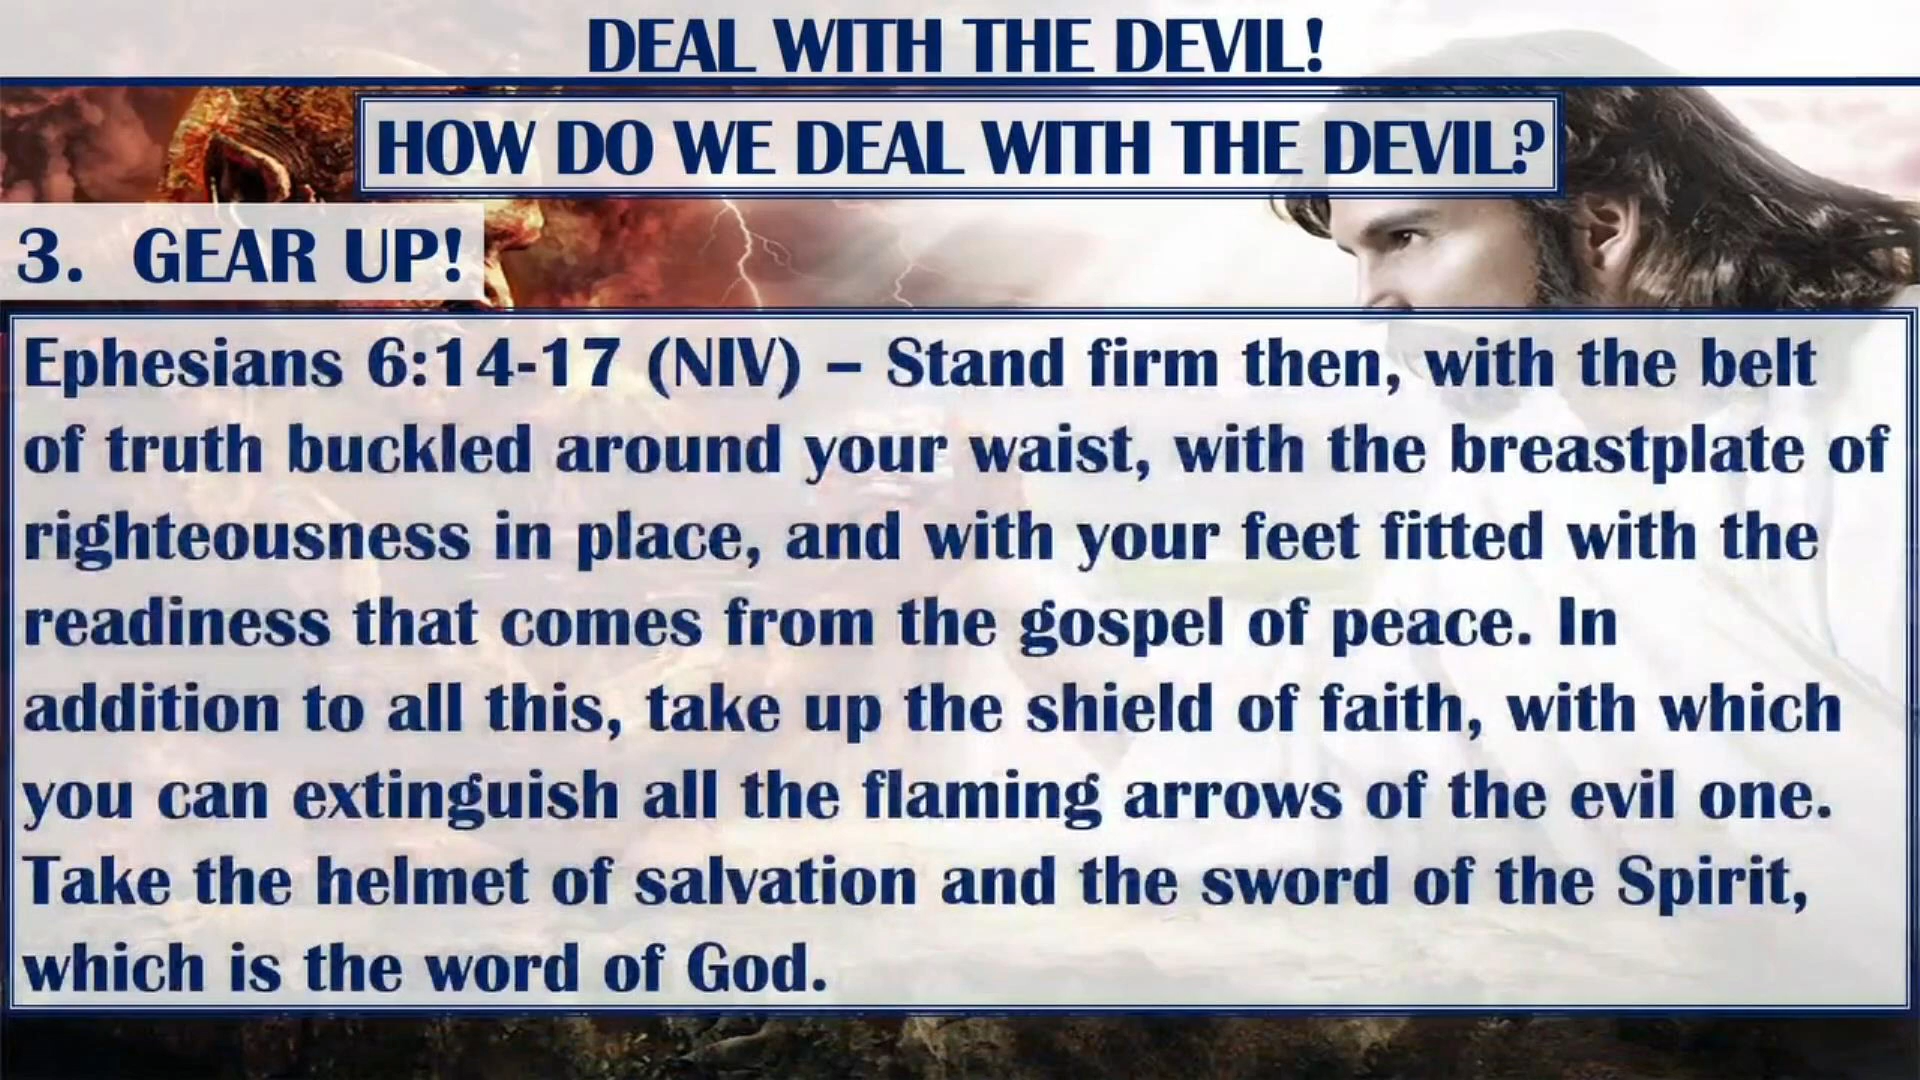 DEAL WITH THE DEVIL!
HOW DO WE DEAL WITH THE DEVIL?
3. GEAR UP!
Ephesians 6:14-17 (NIV) – Stand firm then, with the belt
of truth buckled around your waist, with the breastplate of
righteousness in place, and with your feet fitted with the
readiness that comes from the gospel of peace. In
addition to all this, take up the shield of faith, with which
you can extinguish all the flaming arrows of the evil one.
Take the helmet of salvation and the sword of the Spirit,
which is the word of God.